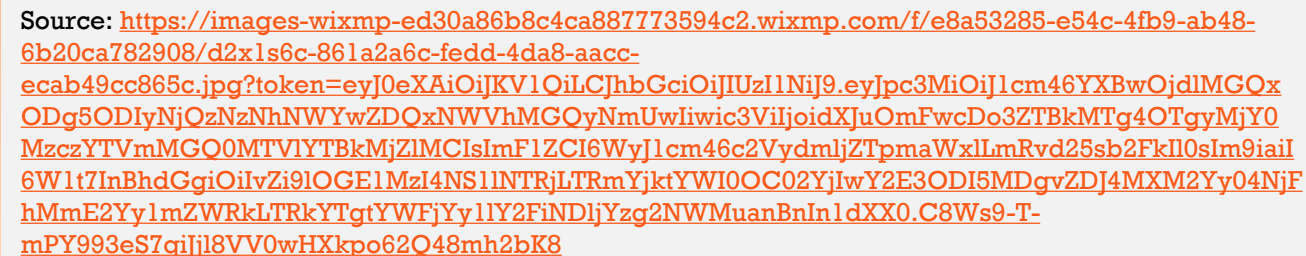 Source: https://images-wixmp-ed30a86b8c4ca887773594c2.wixmp.com/f/e8a53285-e54c-4fb9-ab48-
6b20ca782908/d2x1s6c-861a2a6c-fedd-4da8-aacc-
ecab49cc865c.jpg?token=eyJ0eXAiOiJKV1QiLCJhbGciOiJIUzI1NiJ9.eyJpc3MiOiJ1cm46YXBwOjdlMGQx
ODg5ODIyNjQzNzNhNWYwZDQxNWVhMGQyNmUwIiwic3ViIjoidXJuOmFwcDo3ZTBkMTg4OTgyMjY0
MzczYTVmMGQ0MTVlYTBkMjZlMCIsImF1ZCI6WyJ1cm46c2VydmljZTpmaWxlLmRvd25sb2FkIl0sIm9iaiI
6W1t7InBhdGgiOiIvZi9lOGE1MzI4NS1lNTRjLTRmYjktYWI0OC02YjIwY2E3ODI5MDgvZDJ4MXM2Yy04NjF
hMmE2Yy1mZWRkLTRkYTgtYWFjYy1lY2FiNDljYzg2NWMuanBnIn1dXX0.C8Ws9-T-
mPY993eS7qiJjl8VV0wHXkpo62Q48mh2bK8